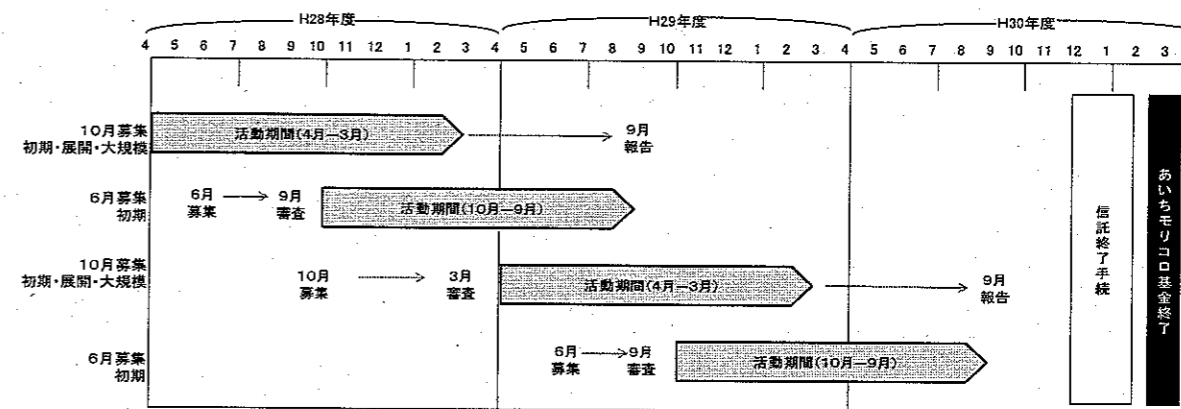 H28年度 H29年度 H30年度
4 5 6 7 8 9 10 11 12 1 2 3 4 5 6 7 8 9 10 11 12 1 2 3 4 5 6 7 8 9 10 11 12 1 2 3
10月募集
初期・展開・大規模
活動期間(4月―3月)
9月
報告
6月募集
初期
6月
募集
9月
審査
活動期間(10月―9月)
10月募集
初期・展開・大規模
10月
募集
3月
審査
活動期間(4月―3月)
9月
報告
6月募集
初期
6月
募集
9月
審査
活動期間(10月―9月)
信託終了手続
あいちモリコロ基金終了